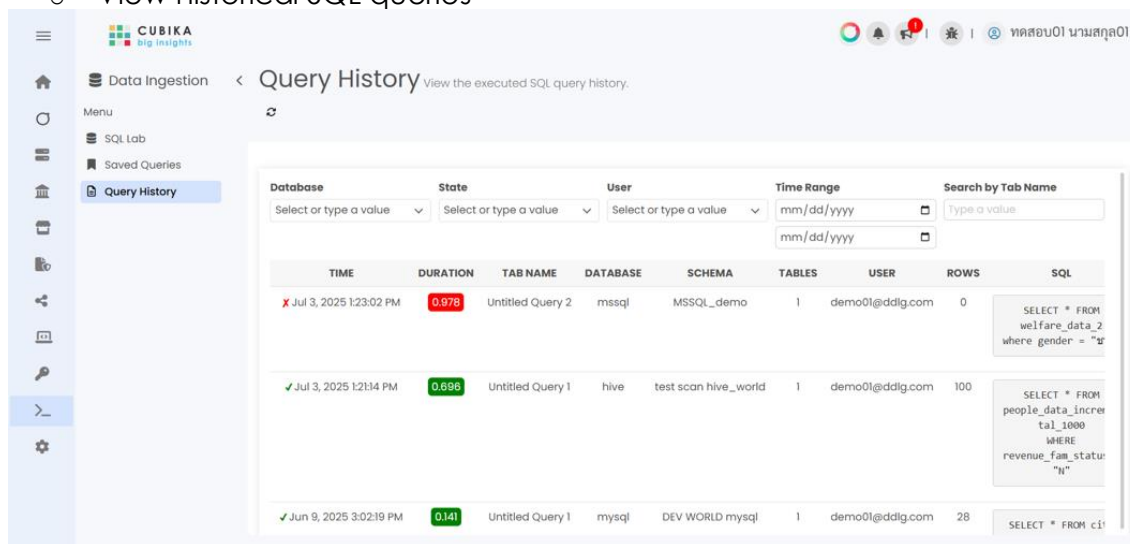 View historical SQL queries
CUBIKA
big insights
1
ทดสอบ01 นามสกุล01
Data Ingestion
Query History View the executed SQL query history.
Menu
SQL Lab
Saved Queries
Query History
Database State User Time Range Search by Tab Name
Select or type a value Select or type a value Select or type a value mm/dd/yyyy Type a value
mm/dd/yyyy
TIME DURATION TAB NAME DATABASE SCHEMA TABLES USER ROWS SQL
✗ Jul 3, 2025 1:23:02 PM 0.978 Untitled Query 2 mssql MSSQL_demo 1 demo01@ddlg.com 0
SELECT * FROM
welfare_data_2
where gender = "
✓ Jul 3, 2025 1:21:14 PM 0.696 Untitled Query 1 hive test scan hive_world 1 demo01@ddlg.com 100
SELECT * FROM
people_data_incre
tal_1000
WHERE
revenue_fam_statu
"N"
✓ Jun 9, 2025 3:02:19 PM 0.141 Untitled Query 1 mysql DEV WORLD mysql 1 demo01@ddlg.com 28
SELECT * FROM ci